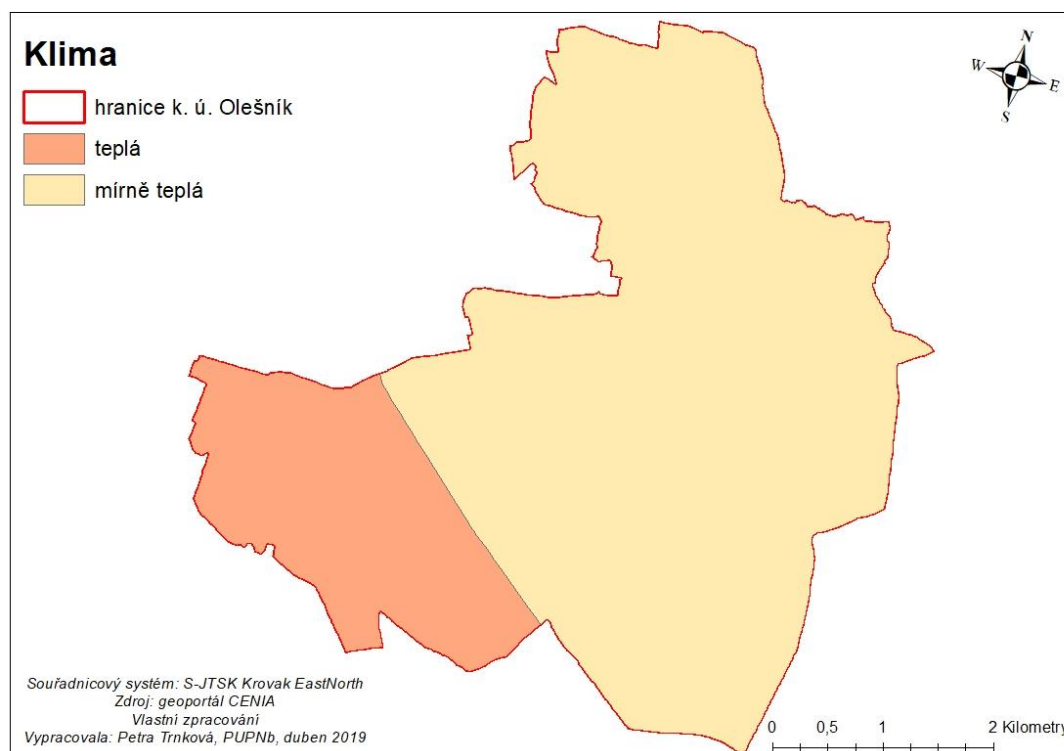 Klima
hranice k. ú. Olešník
teplá
mírně teplá
N
W
E
S
Souřadnicový systém: S-JTSK Krovak EastNorth
Zdroj: geoportál CENIA
Vlastní zpracování
Vypracovala: Petra Trnková, PUPNb, duben 2019
0 0,5 1 2 Kilometry